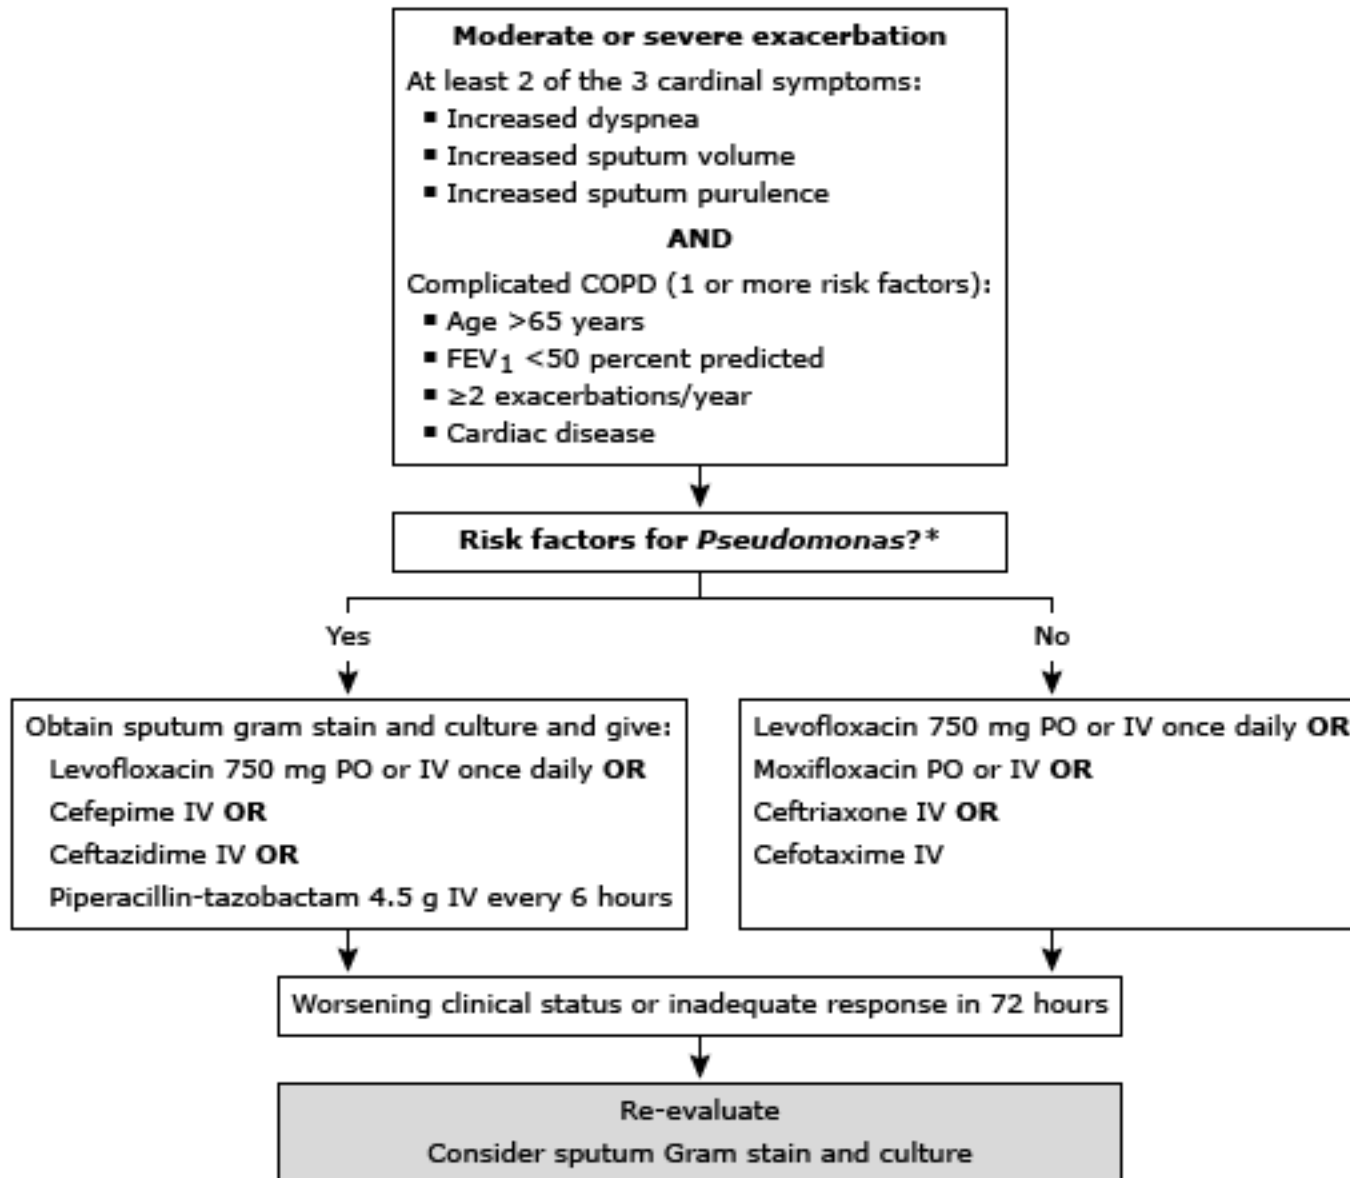 Moderate or severe exacerbation
At least 2 of the 3 cardinal symptoms:
▪ Increased dyspnea
▪ Increased sputum volume
▪ Increased sputum purulence
AND
Complicated COPD (1 or more risk factors):
▪ Age >65 years
▪ FEV1 <50 percent predicted
▪ ≥2 exacerbations/year
▪ Cardiac disease
Risk factors for Pseudomonas?*
Yes
No
Obtain sputum gram stain and culture and give:
Levofloxacin 750 mg PO or IV once daily OR
Cefepime IV OR
Ceftazidime IV OR
Piperacillin-tazobactam 4.5 g IV every 6 hours
Levofloxacin 750 mg PO or IV once daily OR
Moxifloxacin PO or IV OR
Ceftriaxone IV OR
Cefotaxime IV
Worsening clinical status or inadequate response in 72 hours
Re-evaluate
Consider sputum Gram stain and culture